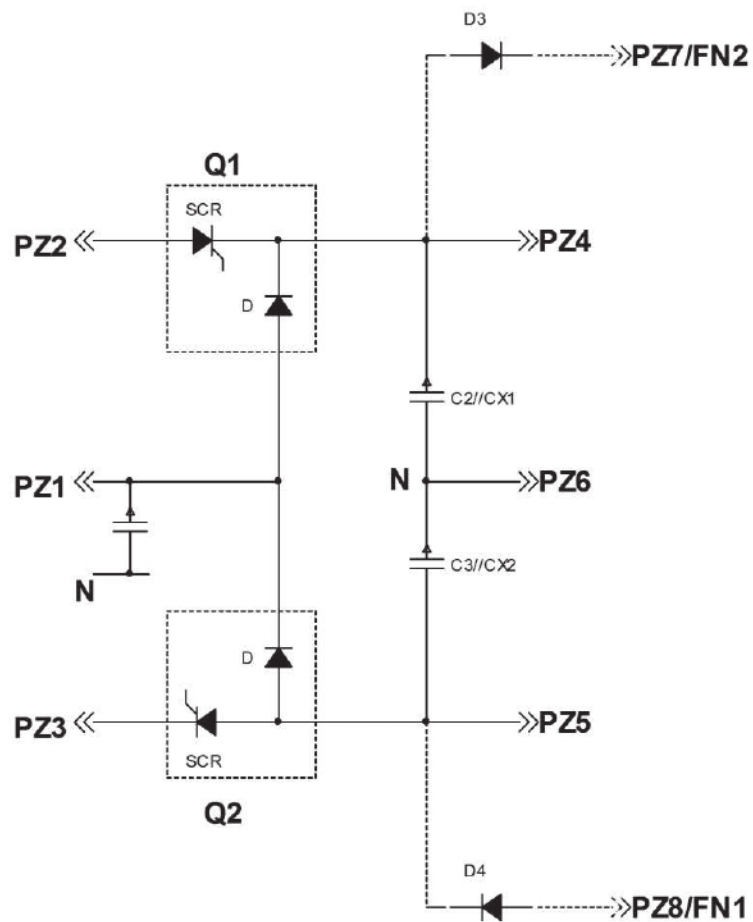 D3
PZ7/FN2
Q1
SCR
PZ2
PZ4
D
C2//CX1
PZ1
N
PZ6
C3//CX2
N
D
PZ3
PZ5
SCR
Q2
D4
PZ8/FN1